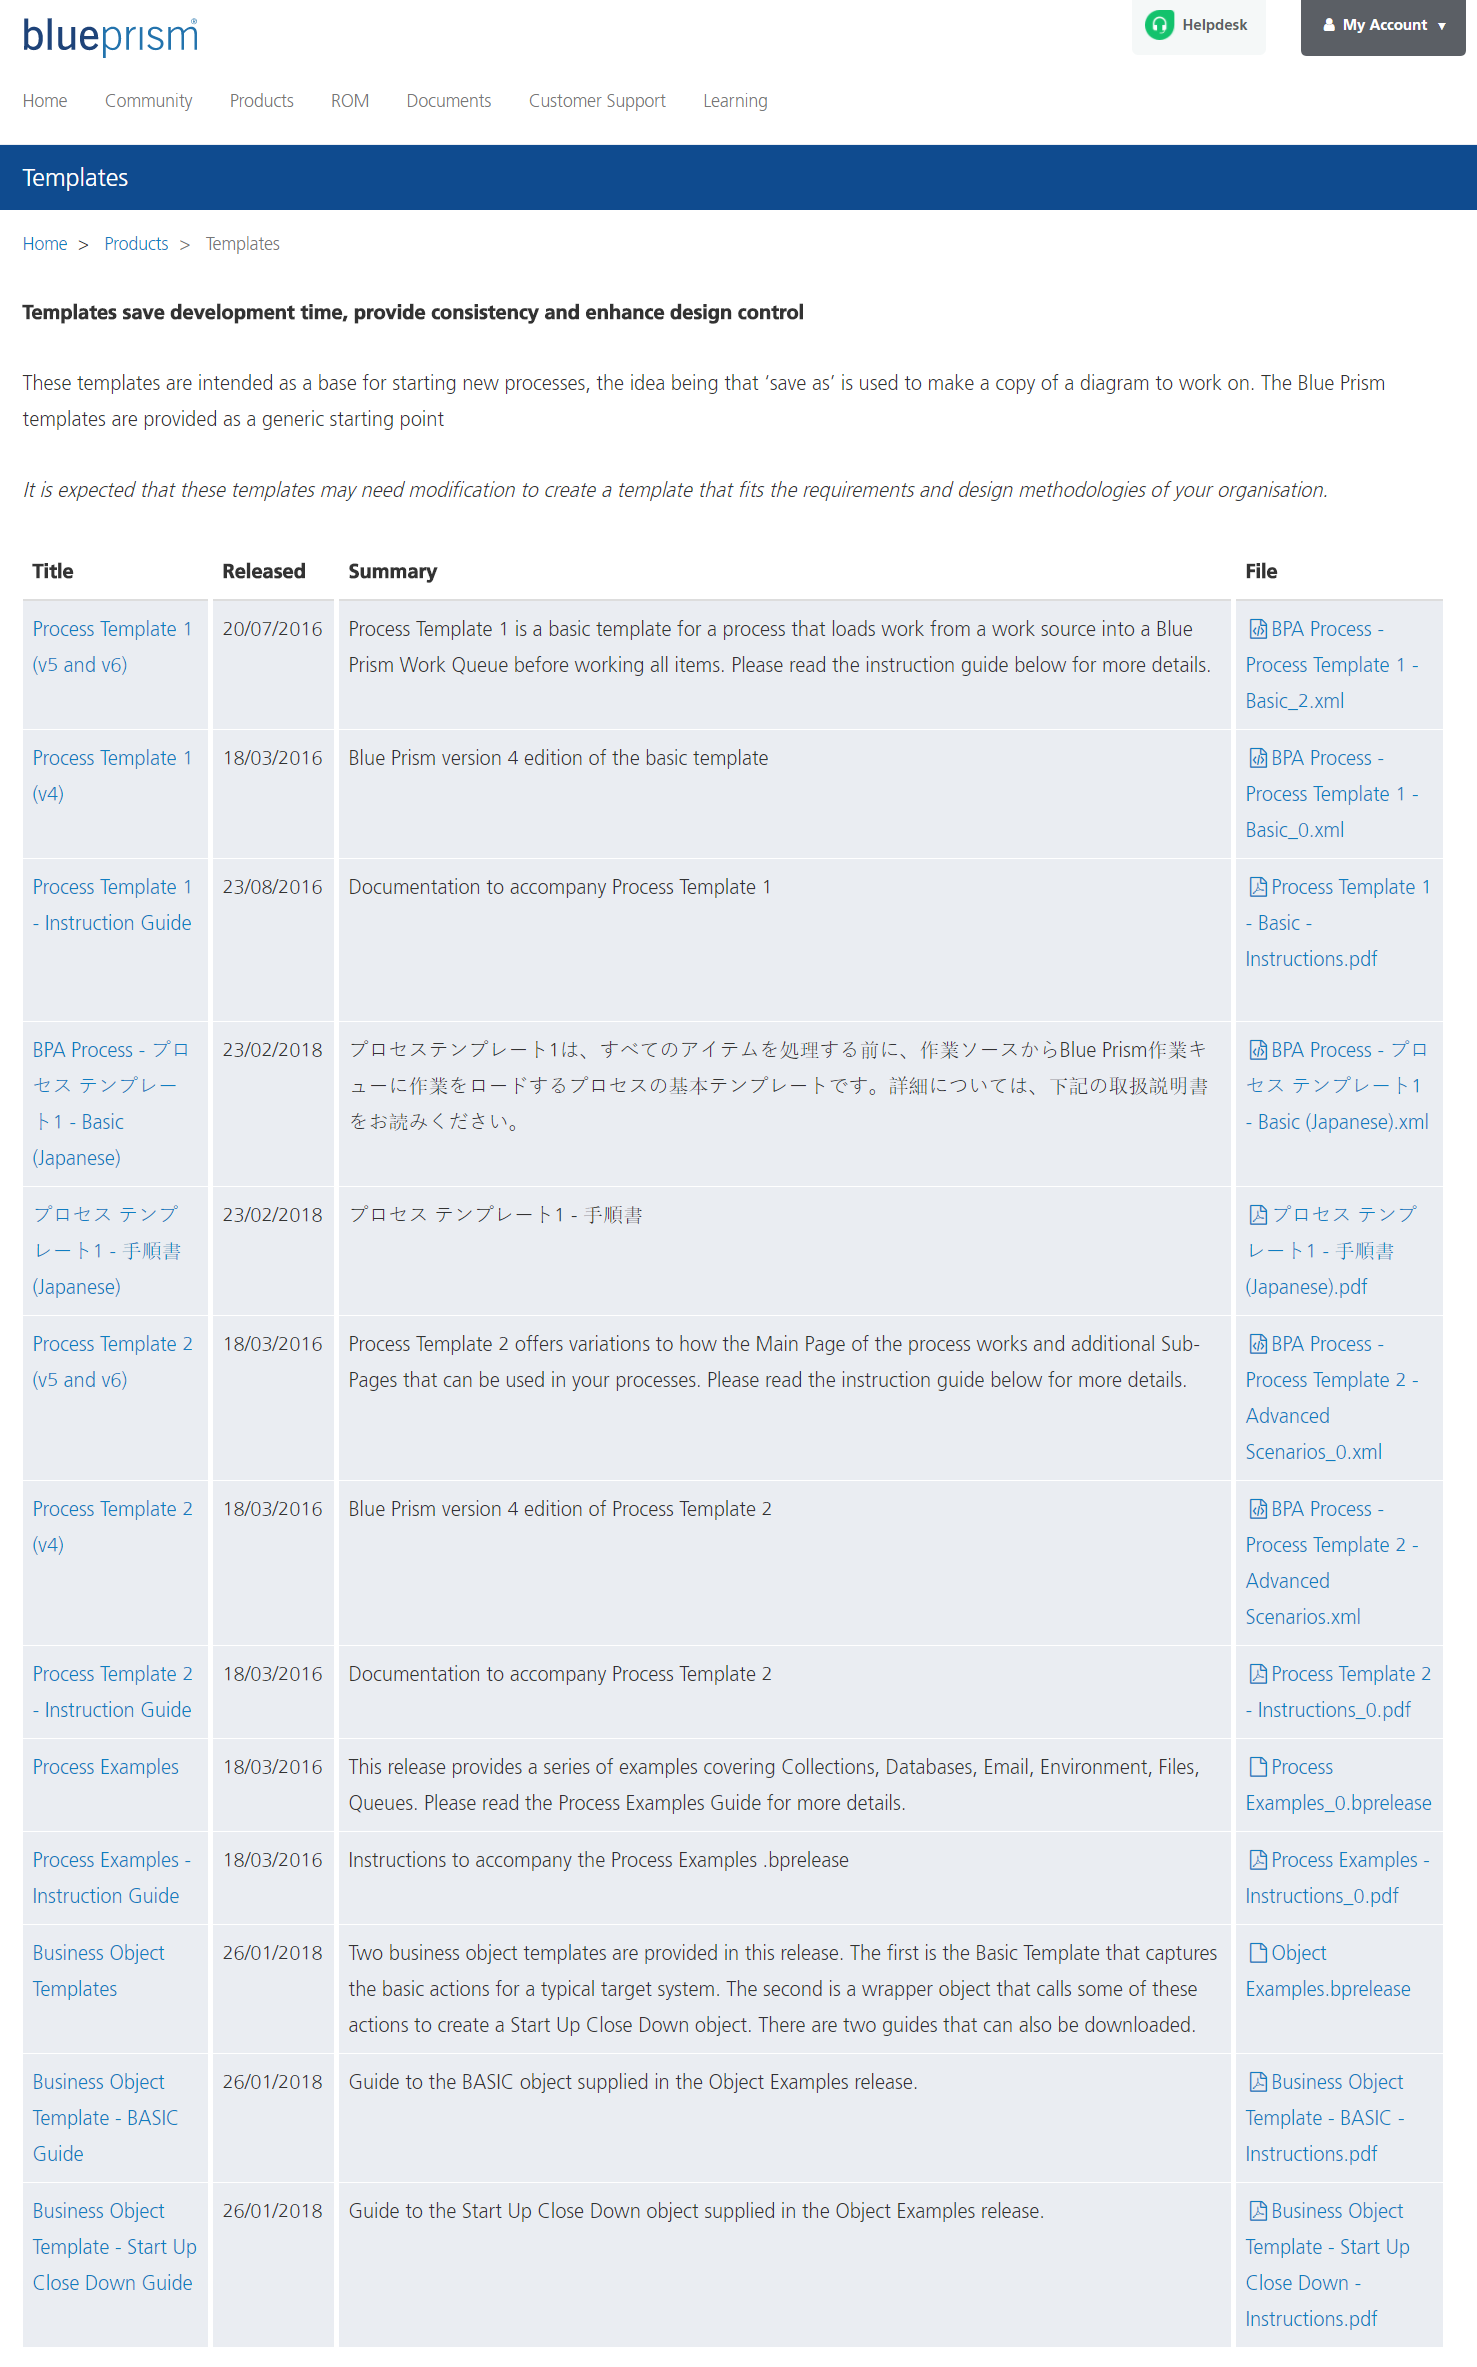 blueprism®
Helpdesk
My Account ▼
Home Community Products ROM Documents Customer Support Learning
Templates
Home > Products > Templates
Templates save development time, provide consistency and enhance design control
These templates are intended as a base for starting new processes, the idea being that ‘save as’ is used to make a copy of a diagram to work on. The Blue Prism
templates are provided as a generic starting point
It is expected that these templates may need modification to create a template that fits the requirements and design methodologies of your organisation.
Title Released Summary File
Process Template 1
(v5 and v6)
20/07/2016
Process Template 1 is a basic template for a process that loads work from a work source into a Blue
Prism Work Queue before working all items. Please read the instruction guide below for more details.
BPA Process -
Process Template 1 -
Basic_2.xml
Process Template 1
(v4)
18/03/2016
Blue Prism version 4 edition of the basic template
BPA Process -
Process Template 1 -
Basic_0.xml
Process Template 1
- Instruction Guide
23/08/2016
Documentation to accompany Process Template 1
Process Template 1
- Basic -
Instructions.pdf
BPA Process - プロ
セス テンプレー
ト1 - Basic
(Japanese)
23/02/2018
プロセステンプレート1は、すべてのアイテムを処理する前に、作業ソースからBlue Prism作業キ
ューに作業をロードするプロセスの基本テンプレートです。詳細については、下記の取扱説明書
をお読みください。
BPA Process - プロ
セス テンプレート1
- Basic (Japanese).xml
プロセス テンプ
レート1 - 手順書
(Japanese)
23/02/2018
プロセス テンプレート1 - 手順書
プロセス テンプ
レート1 - 手順書
(Japanese).pdf
Process Template 2
(v5 and v6)
18/03/2016
Process Template 2 offers variations to how the Main Page of the process works and additional Sub-
Pages that can be used in your processes. Please read the instruction guide below for more details.
BPA Process -
Process Template 2 -
Advanced
Scenarios_0.xml
Process Template 2
(v4)
18/03/2016
Blue Prism version 4 edition of Process Template 2
BPA Process -
Process Template 2 -
Advanced
Scenarios.xml
Process Template 2
- Instruction Guide
18/03/2016
Documentation to accompany Process Template 2
Process Template 2
- Instructions_0.pdf
Process Examples
18/03/2016
This release provides a series of examples covering Collections, Databases, Email, Environment, Files,
Queues. Please read the Process Examples Guide for more details.
Process
Examples_0.bprelease
Process Examples -
Instruction Guide
18/03/2016
Instructions to accompany the Process Examples .bprelease
Process Examples -
Instructions_0.pdf
Business Object
Templates
26/01/2018
Two business object templates are provided in this release. The first is the Basic Template that captures
the basic actions for a typical target system. The second is a wrapper object that calls some of these
actions to create a Start Up Close Down object. There are two guides that can also be downloaded.
Object
Examples.bprelease
Business Object
Template - BASIC
Guide
26/01/2018
Guide to the BASIC object supplied in the Object Examples release.
Business Object
Template - BASIC -
Instructions.pdf
Business Object
Template - Start Up
Close Down Guide
26/01/2018
Guide to the Start Up Close Down object supplied in the Object Examples release.
Business Object
Template - Start Up
Close Down -
Instructions.pdf